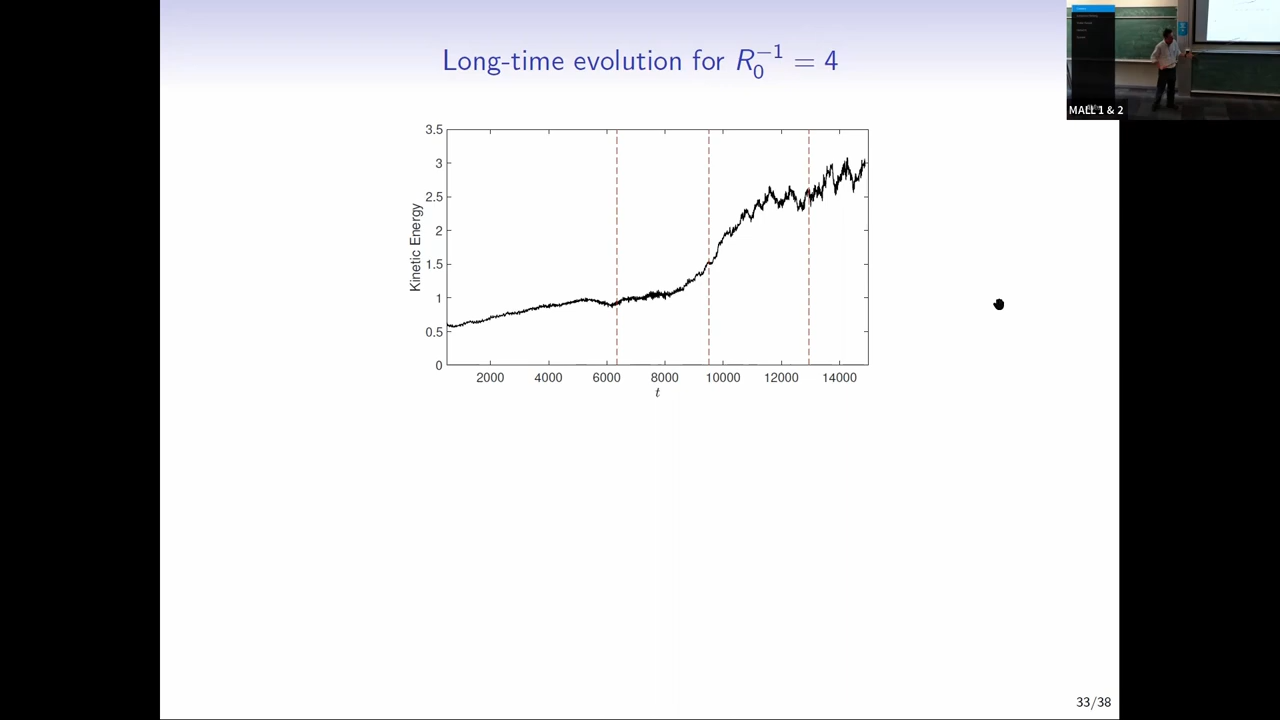 Long-time evolution for R₀⁻¹ = 4
MALL 1 & 2
3.5
3
2.5
2
1.5
1
0.5
0
Kinetic Energy
2000 4000 6000 8000 10000 12000 14000
t
33/38